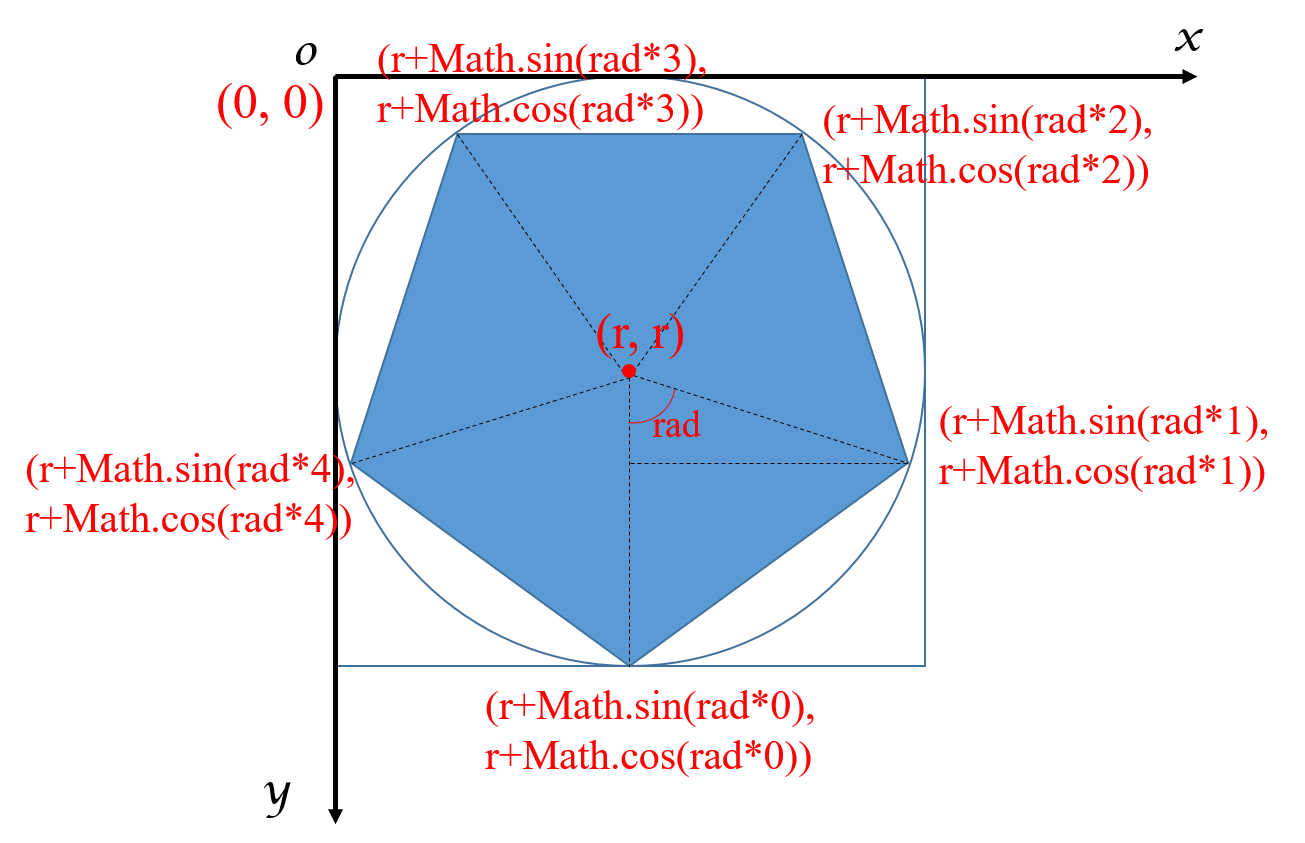 o
x
(0, 0)
(r+Math.sin(rad*3),
r+Math.cos(rad*3))
(r+Math.sin(rad*2),
r+Math.cos(rad*2))
(r, r)
rad
(r+Math.sin(rad*1),
r+Math.cos(rad*1))
(r+Math.sin(rad*4),
r+Math.cos(rad*4))
(r+Math.sin(rad*0),
r+Math.cos(rad*0))
y